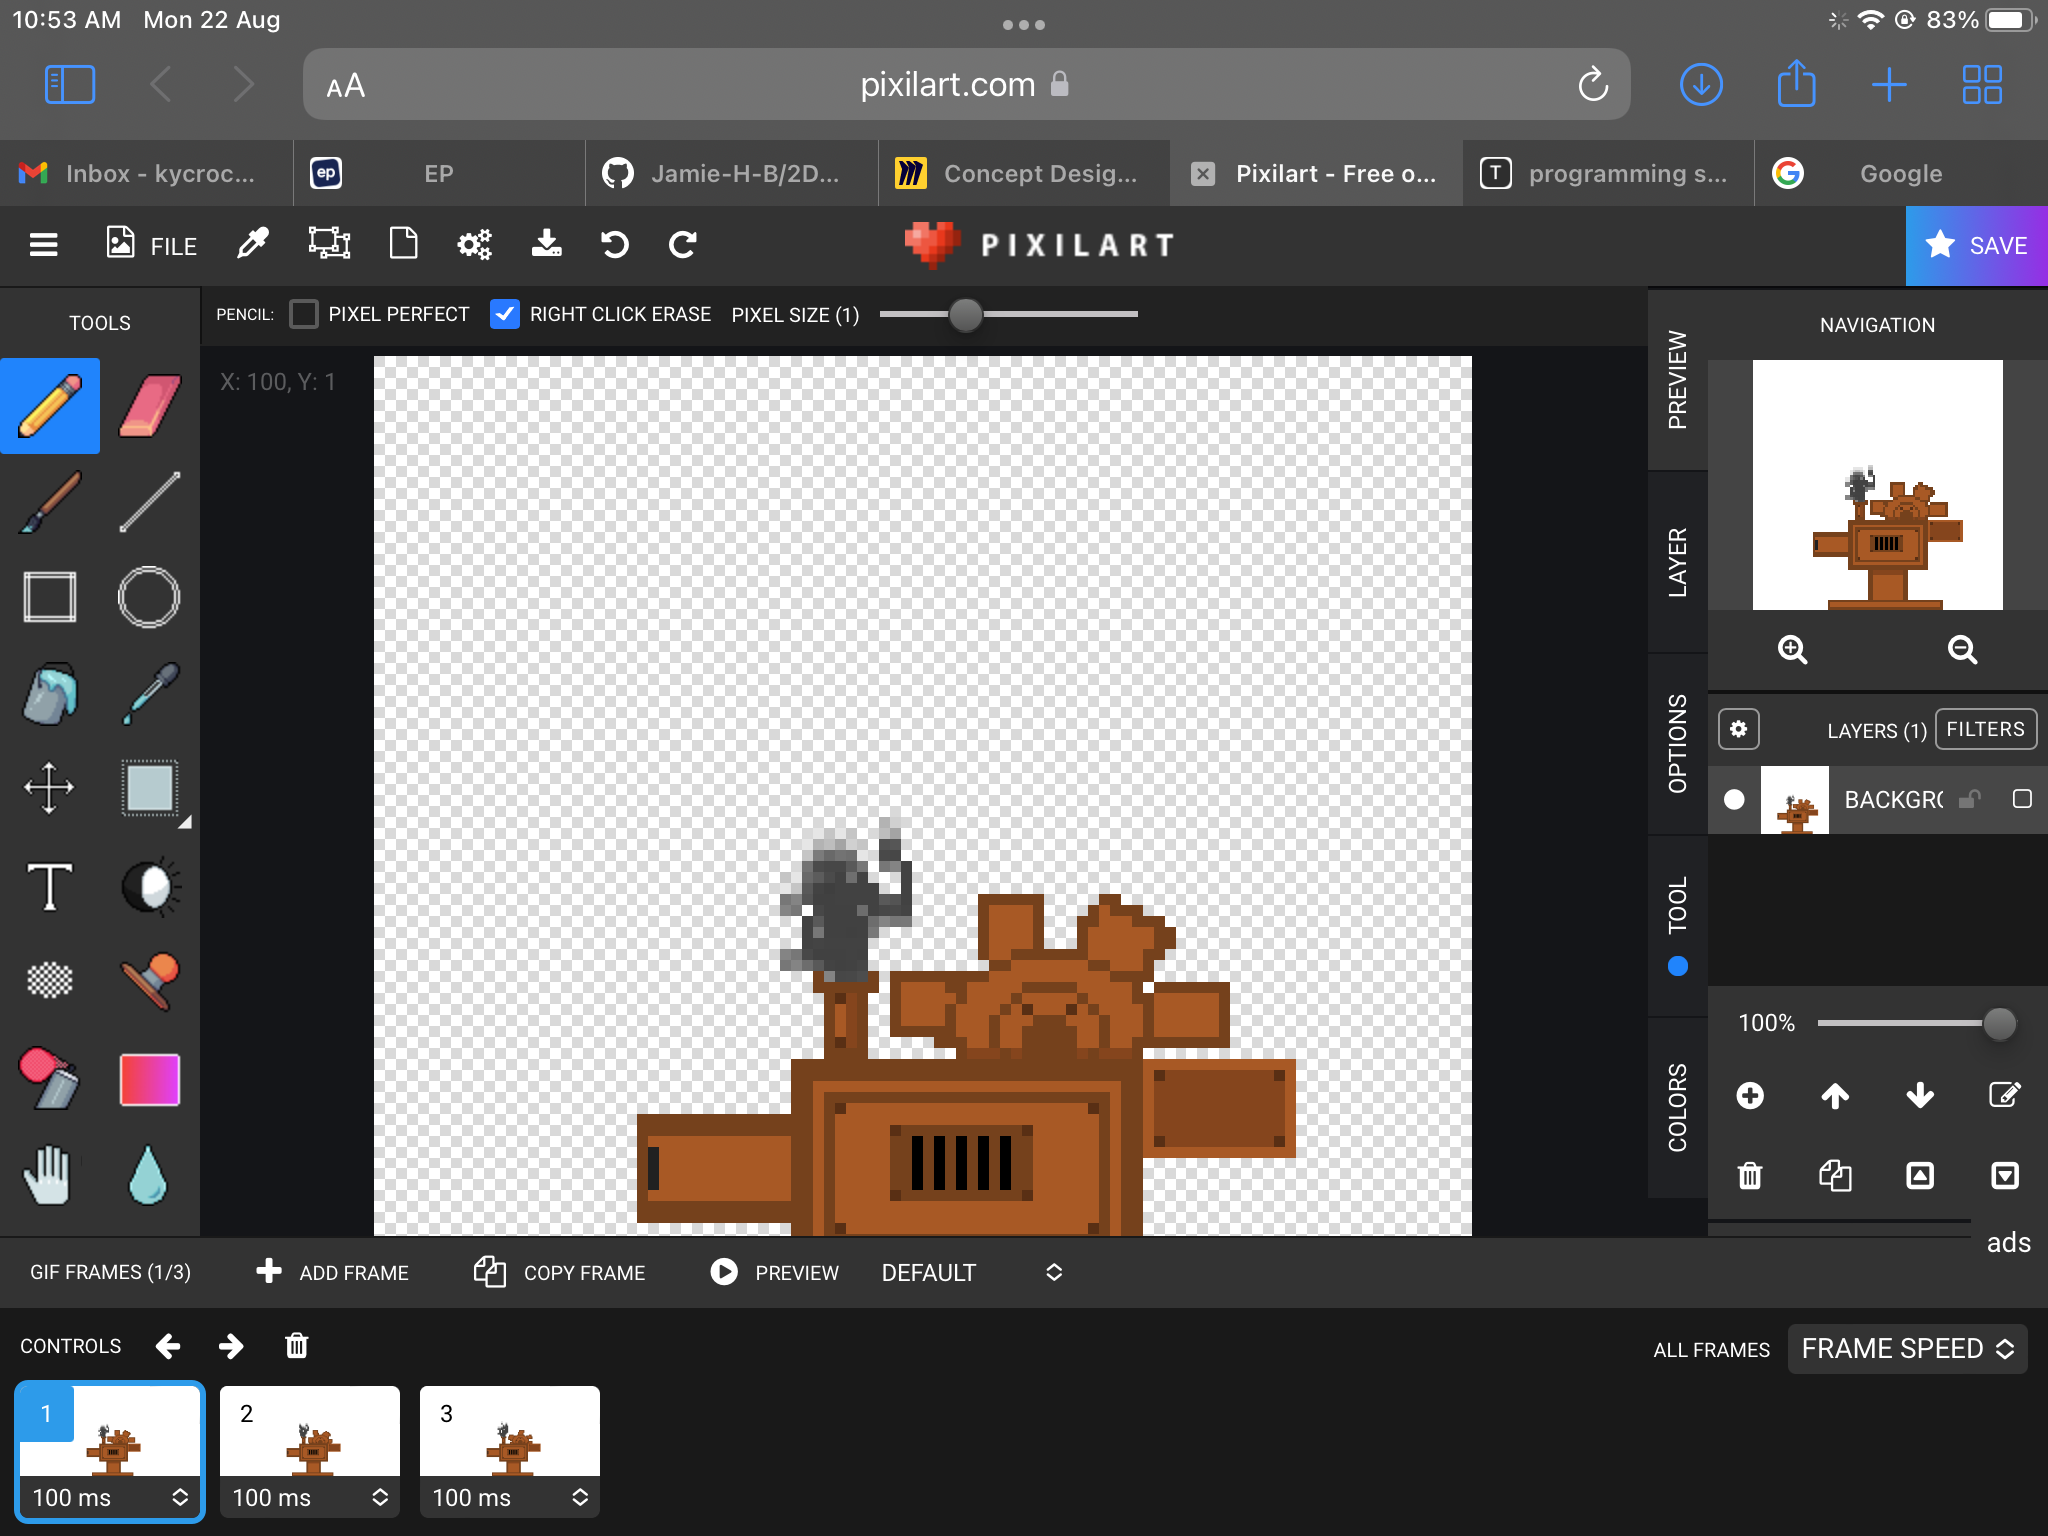 10:53 AM Mon 22 Aug
83%
AA
pixilart.com
Inbox - kycroc...
ep
EP
Jamie-H-B/2D...
Concept Desig...
Pixilart - Free o...
T
programming s...
Google
FILE
PIXILART
SAVE
TOOLS
PENCIL:
PIXEL PERFECT
RIGHT CLICK ERASE
PIXEL SIZE (1)
X: 100, Y: 1
T
PREVIEW
LAYER
OPTIONS
TOOL
COLORS
NAVIGATION
LAYERS (1)
FILTERS
BACKGR
100%
ads
GIF FRAMES (1/3)
ADD FRAME
COPY FRAME
PREVIEW
DEFAULT
CONTROLS
ALL FRAMES
FRAME SPEED
1
2
3
100 ms
100 ms
100 ms